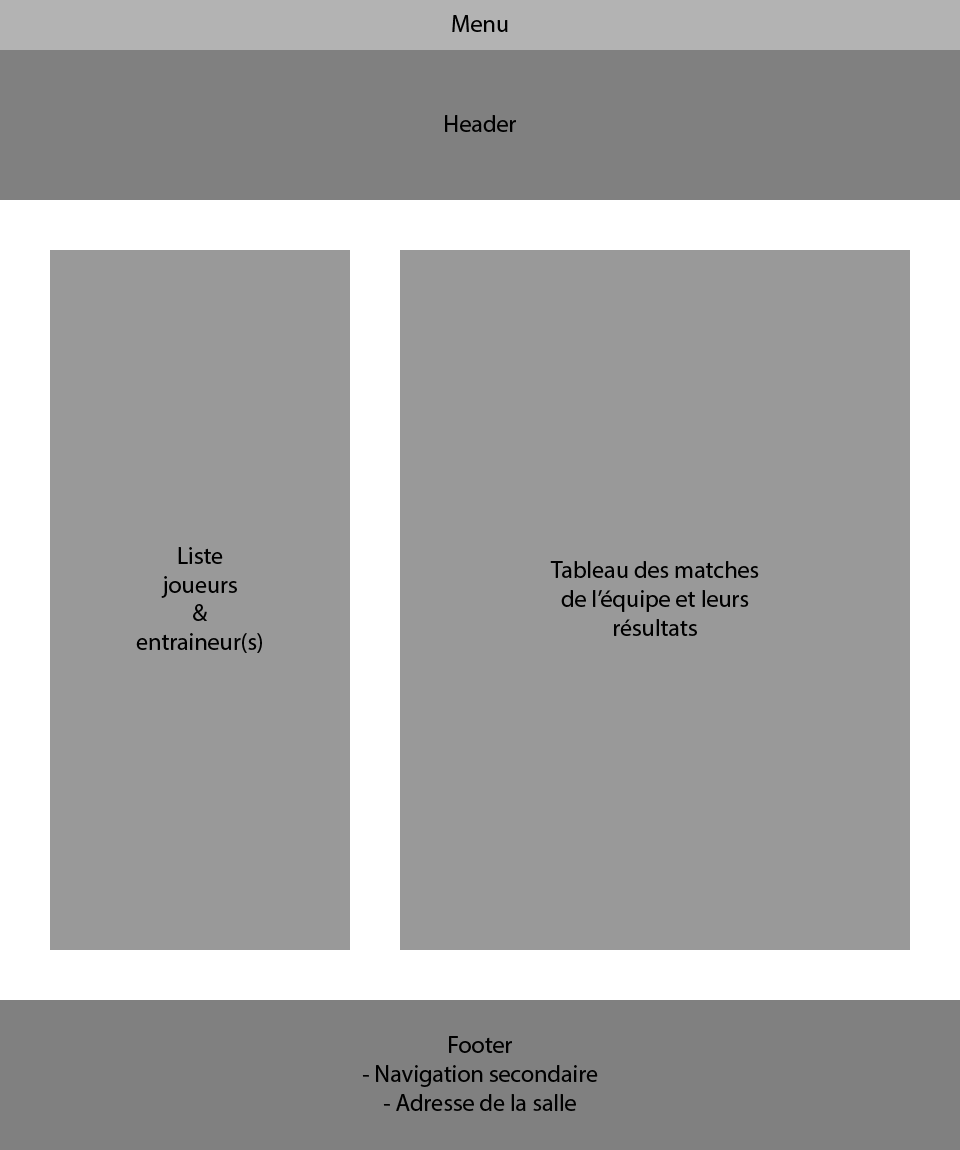 Menu
Header
Liste
joueurs
&
entraineur(s)
Tableau des matches
de l’équipe et leurs
résultats
Footer
- Navigation secondaire
- Adresse de la salle